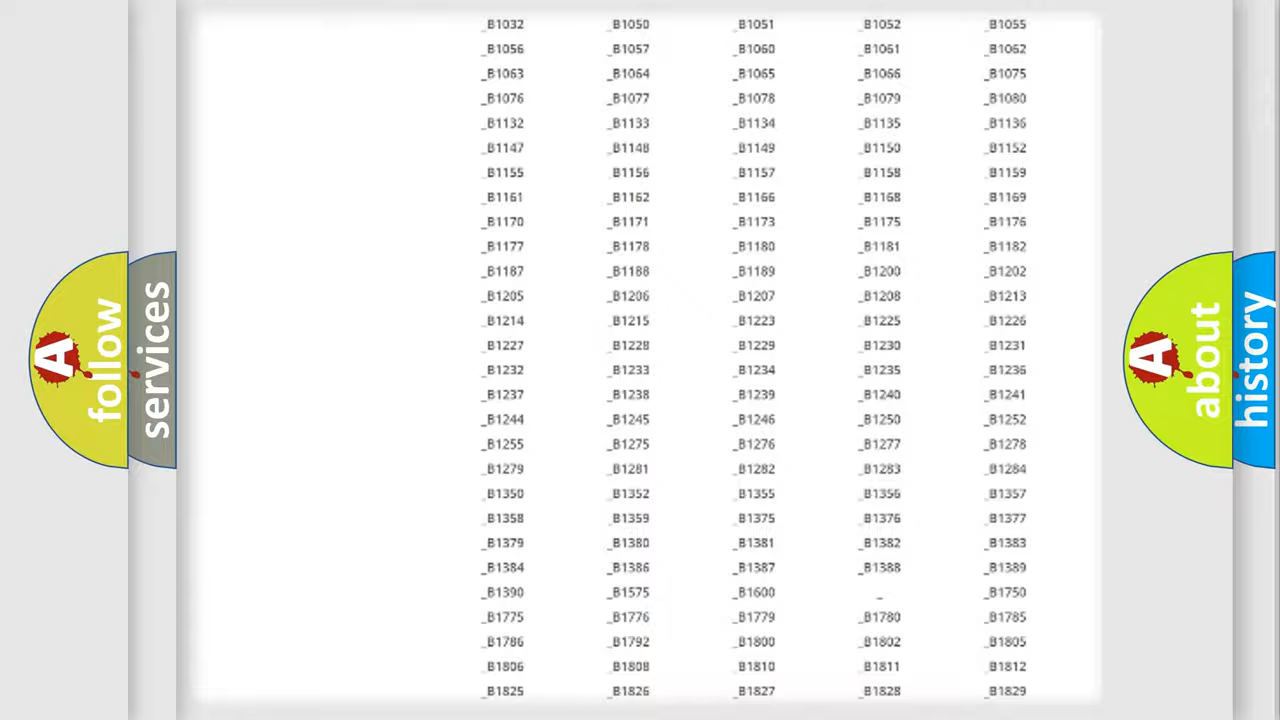 _B1032 _B1050 _B1051 _B1052 _B1055
_B1056 _B1057 _B1060 _B1061 _B1062
_B1063 _B1064 _B1065 _B1066 _B1075
_B1076 _B1077 _B1078 _B1079 _B1080
_B1132 _B1133 _B1134 _B1135 _B1136
_B1147 _B1148 _B1149 _B1150 _B1152
_B1155 _B1156 _B1157 _B1158 _B1159
_B1161 _B1162 _B1166 _B1168 _B1169
_B1170 _B1171 _B1173 _B1175 _B1176
_B1177 _B1178 _B1180 _B1181 _B1182
_B1187 _B1188 _B1189 _B1200 _B1202
_B1205 _B1206 _B1207 _B1208 _B1213
_B1214 _B1215 _B1223 _B1225 _B1226
_B1227 _B1228 _B1229 _B1230 _B1231
_B1232 _B1233 _B1234 _B1235 _B1236
_B1237 _B1238 _B1239 _B1240 _B1241
_B1244 _B1245 _B1246 _B1250 _B1252
_B1255 _B1275 _B1276 _B1277 _B1278
_B1279 _B1281 _B1282 _B1283 _B1284
_B1350 _B1352 _B1355 _B1356 _B1357
_B1358 _B1359 _B1375 _B1376 _B1377
_B1379 _B1380 _B1381 _B1382 _B1383
_B1384 _B1386 _B1387 _B1388 _B1389
_B1390 _B1575 _B1600 _ _B1750
_B1775 _B1776 _B1779 _B1780 _B1785
_B1786 _B1792 _B1800 _B1802 _B1805
_B1806 _B1808 _B1810 _B1811 _B1812
_B1825 _B1826 _B1827 _B1828 _B1829
A
follow
services
A
about
history